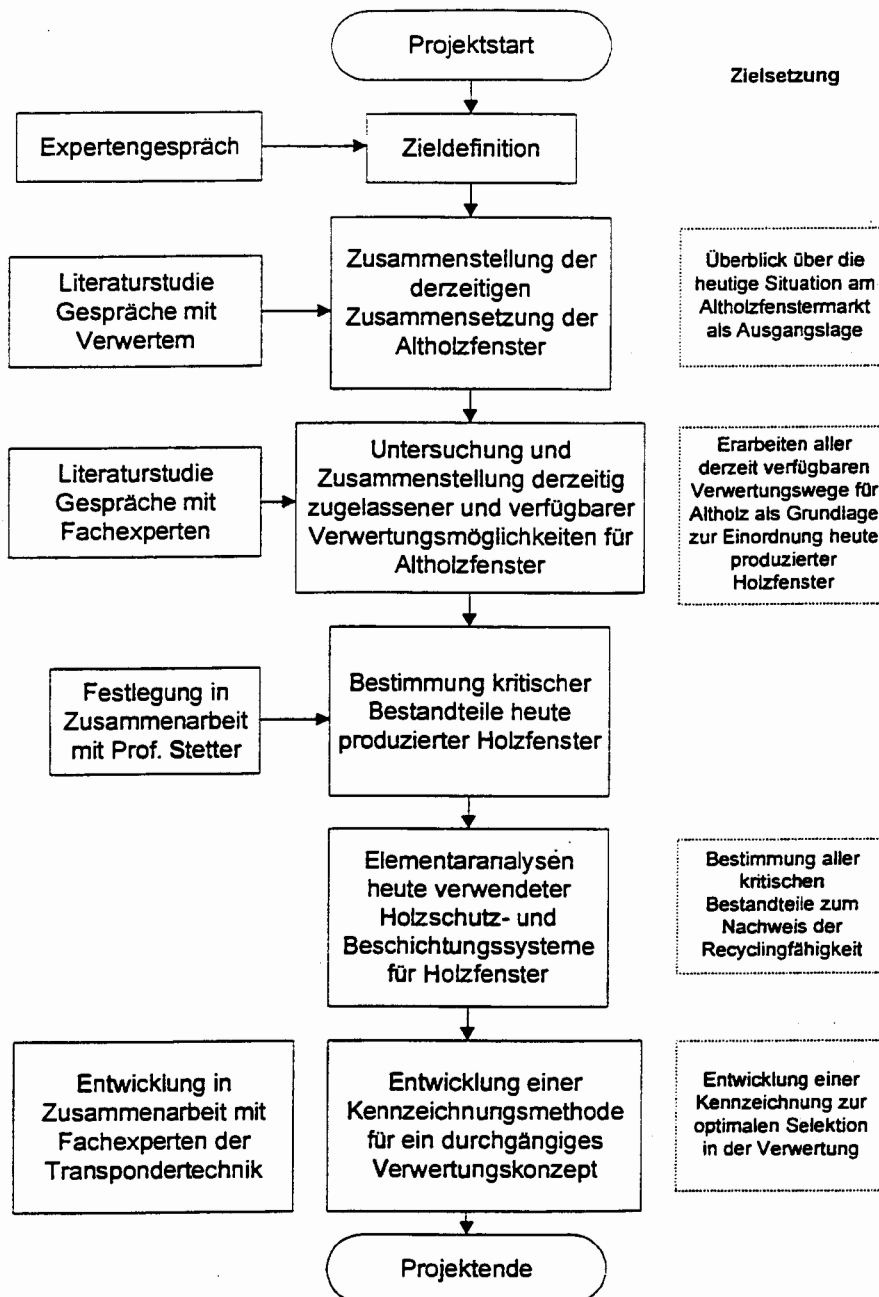 Projektstart
Zielsetzung
Expertengespräch
Zieldefinition
Literaturstudie
Gespräche mit
Verwertern
Zusammenstellung der
derzeitigen
Zusammensetzung der
Altholzfenster
Überblick über die
heutige Situation am
Altholzfenstermarkt
als Ausgangslage
Literaturstudie
Gespräche mit
Fachexperten
Untersuchung und
Zusammenstellung derzeitig
zugelassener und verfügbarer
Verwertungsmöglichkeiten für
Altholzfenster
Erarbeiten aller
derzeit verfügbaren
Verwertungswege für
Altholz als Grundlage
zur Einordnung heute
produzierter
Holzfenster
Festlegung in
Zusammenarbeit
mit Prof. Stetter
Bestimmung kritischer
Bestandteile heute
produzierter Holzfenster
Elementaranalysen
heute verwendeter
Holzschutz- und
Beschichtungssysteme
für Holzfenster
Bestimmung aller
kritischen
Bestandteile zum
Nachweis der
Recyclingfähigkeit
Entwicklung in
Zusammenarbeit mit
Fachexperten der
Transpondertechnik
Entwicklung einer
Kennzeichnungsmethode
für ein durchgängiges
Verwertungskonzept
Entwicklung einer
Kennzeichnung zur
optimalen Selektion
in der Verwertung
Projektende